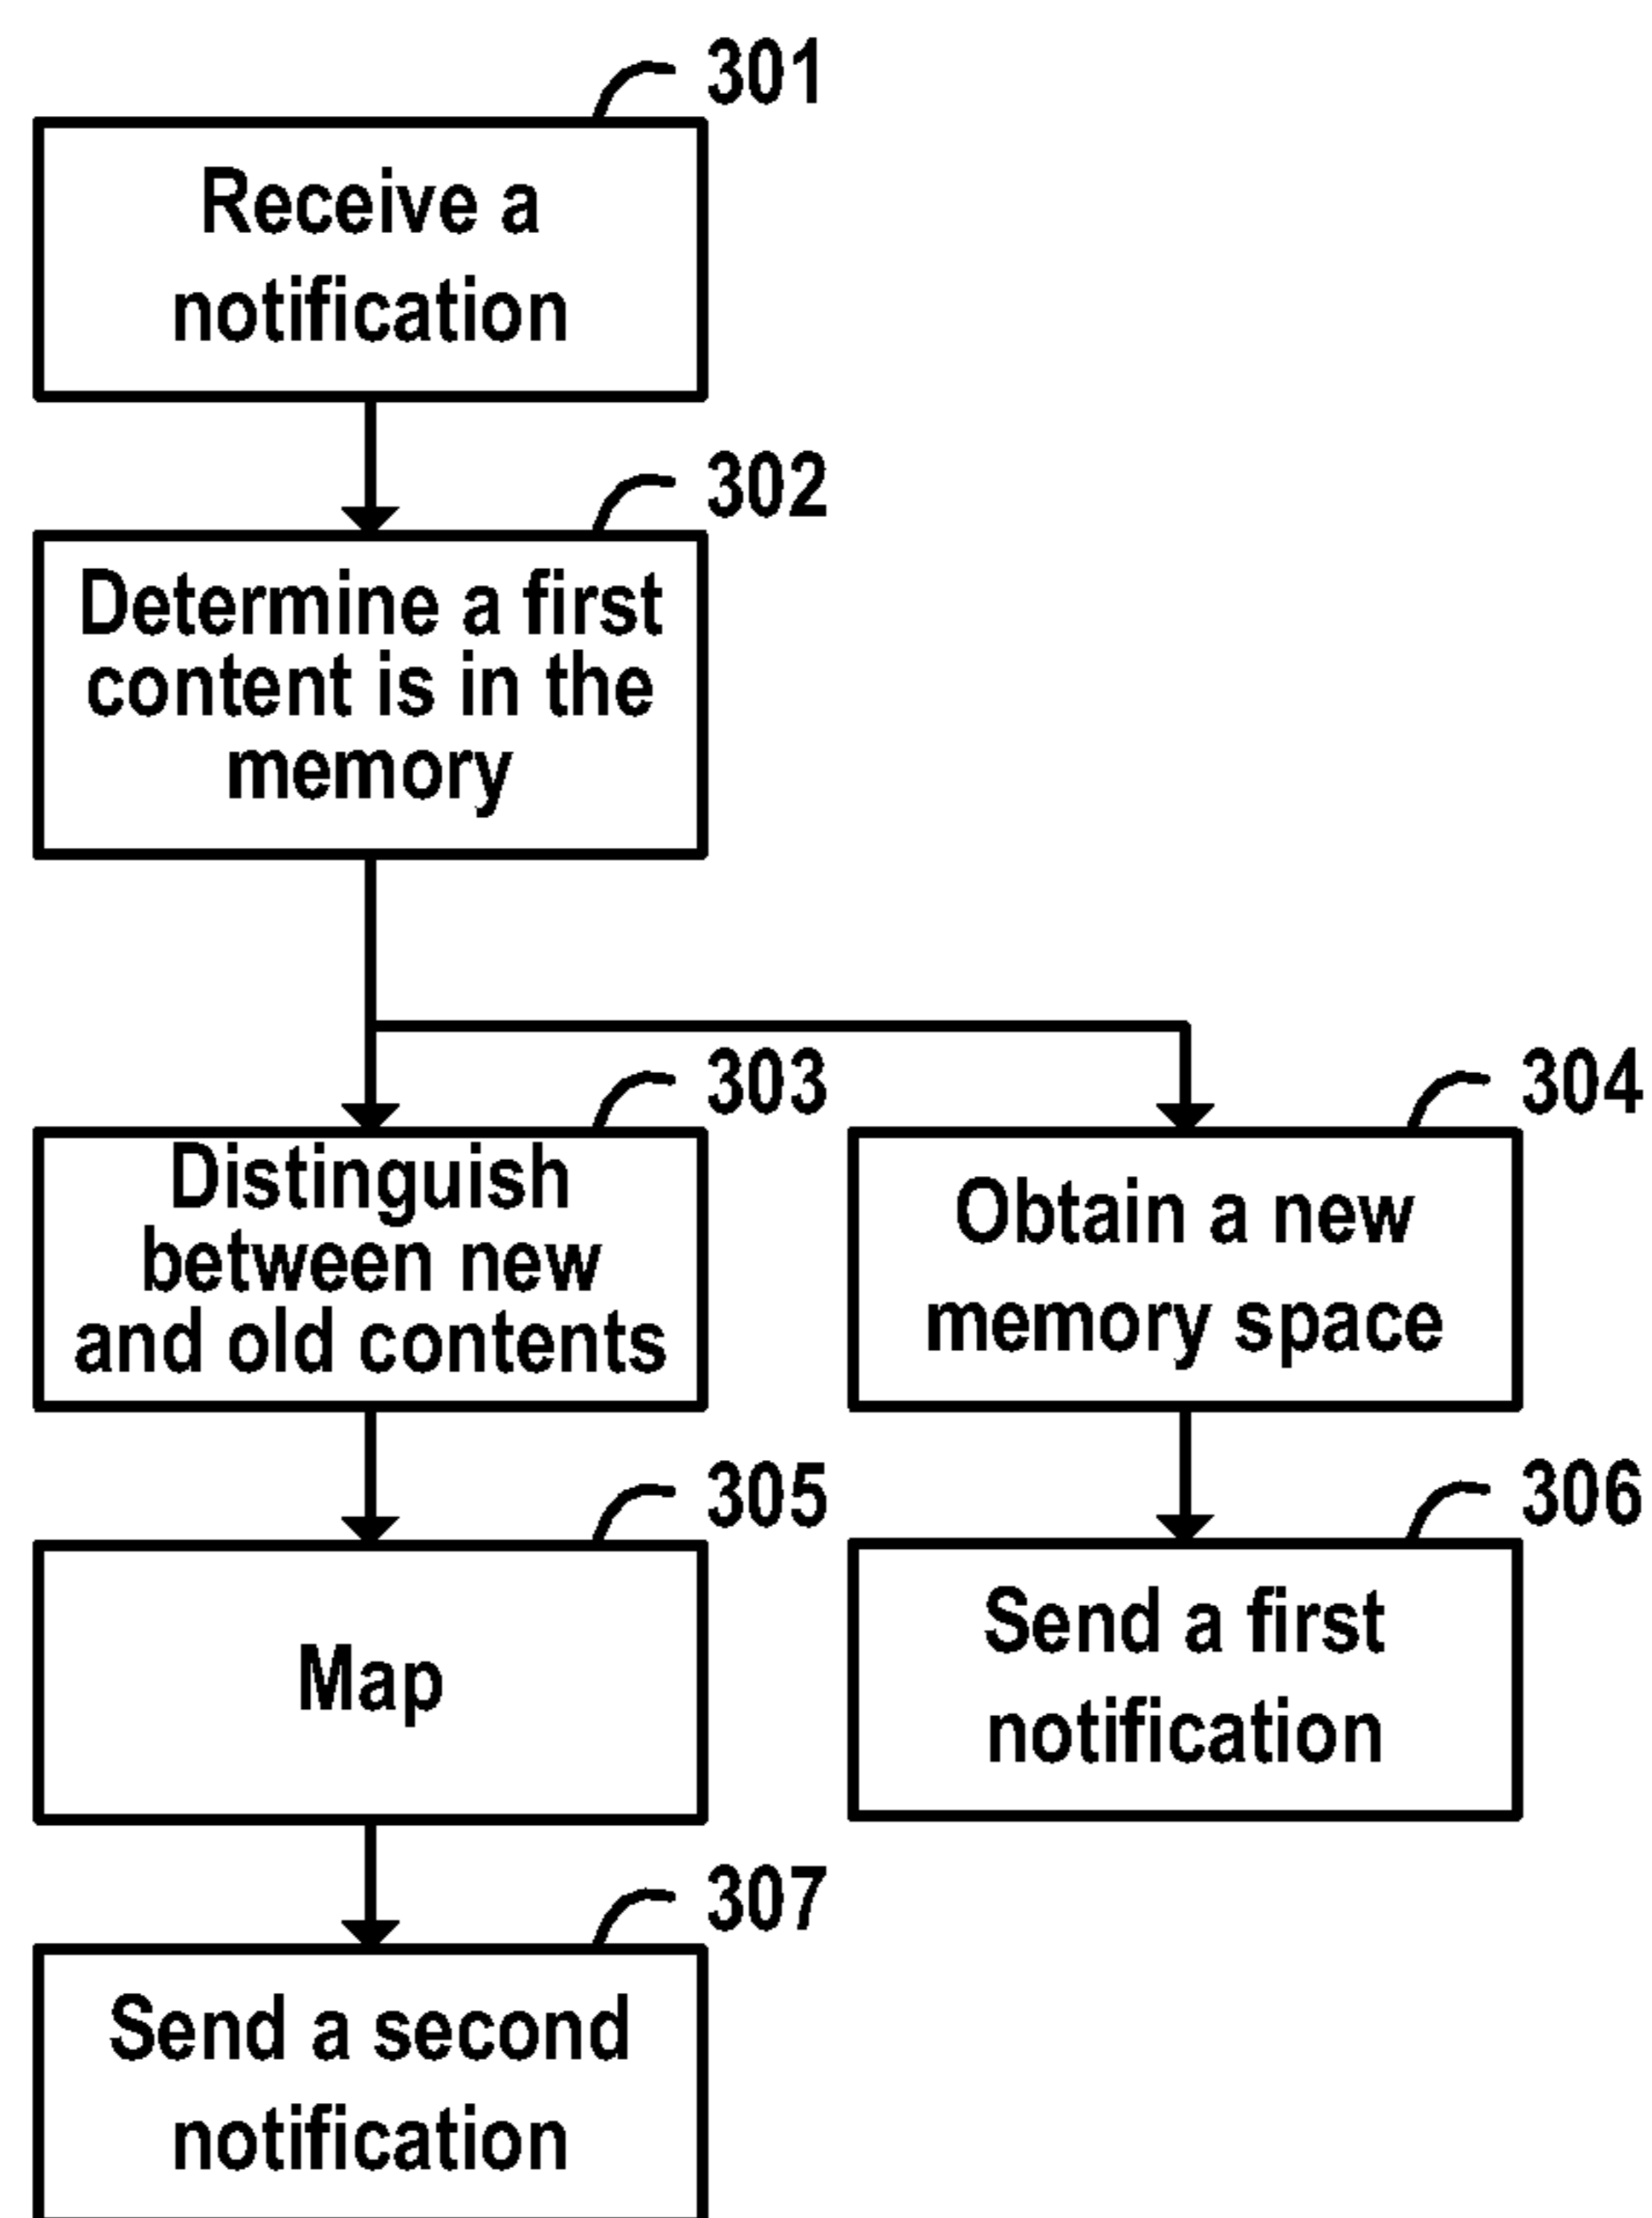 301
Receive a
notification
302
Determine a first
content is in the
memory
303
Distinguish
between new
and old contents
304
Obtain a new
memory space
305
Map
306
Send a first
notification
307
Send a second
notification